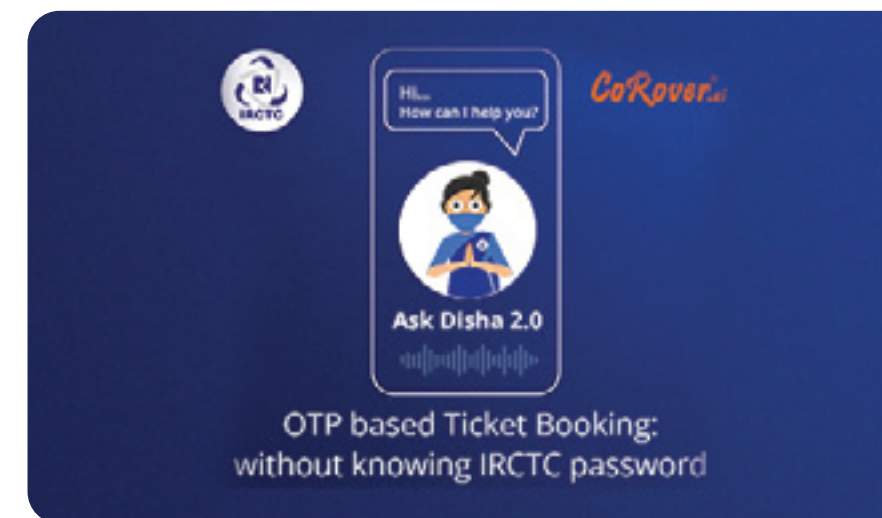 IRCTC
Hi...
How can I help you?
CoRover.ai
Ask Disha 2.0
OTP based Ticket Booking:
without knowing IRCTC password